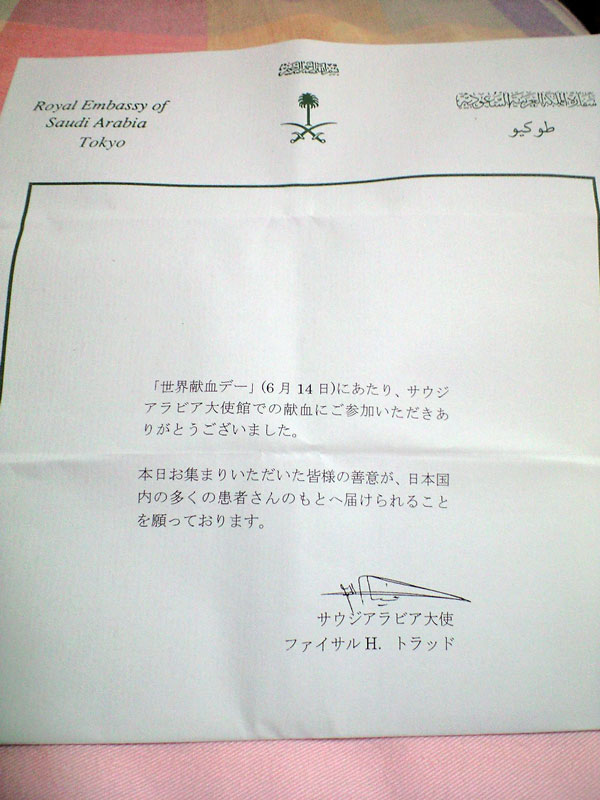 Royal Embassy of
Saudi Arabia
Tokyo
طوكيو
「世界献血デー」(6 月 14 日)にあたり、サウジ
アラビア大使館での献血にご参加いただきあ
りがとうございました。
本日お集まりいただいた皆様の善意が、日本国
内の多くの患者さんのもとへ届けられること
を願っております。
サウジアラビア大使
ファイサル H. トラッド